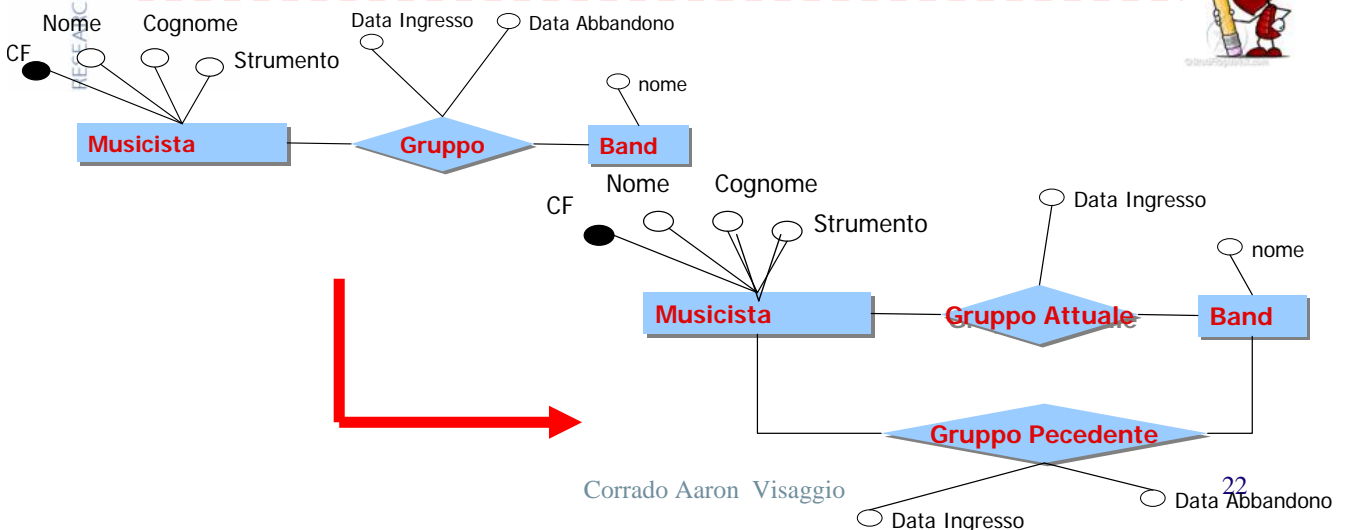 RESEARC
Nome Cognome
CF
Strumento
Data Ingresso
Data Abbandono
nome
Musicista
Gruppo
Band
Nome Cognome
CF
Strumento
Data Ingresso
nome
Musicista
Gruppo Attuale
Band
Gruppo Pecedente
Corrado Aaron Visaggio
22
Data Abbandono
Data Ingresso